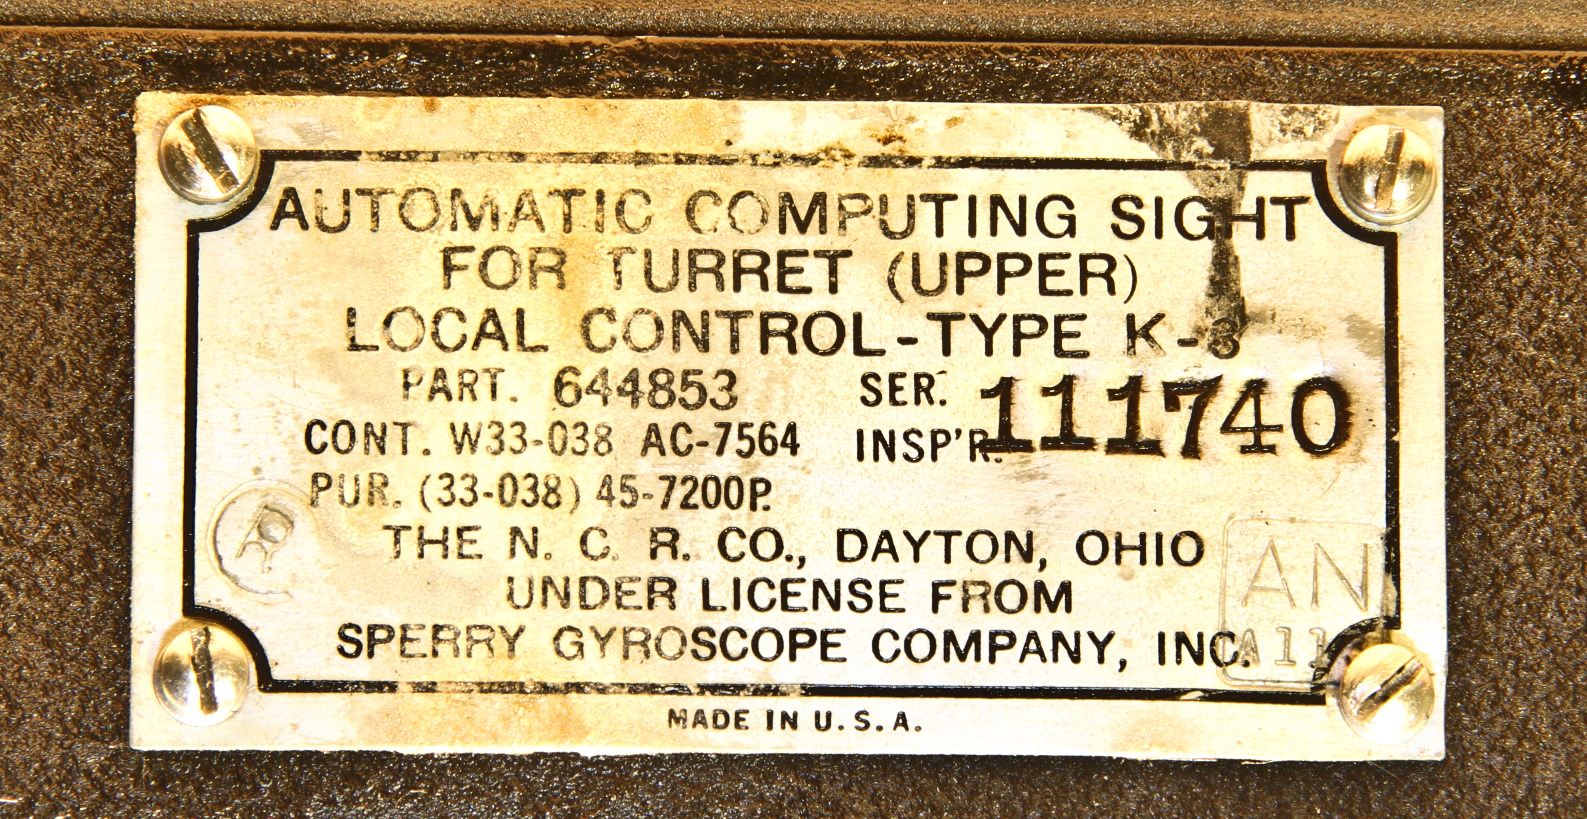 AUTOMATIC COMPUTING SIGHT
FOR TURRET (UPPER)
LOCAL CONTROL-TYPE K-3
PART. 644853 SER. 111740
CONT. W33-038 AC-7564 INSP'R.
PUR. (33-038) 45-7200P.
THE N. C. R. CO., DAYTON, OHIO
UNDER LICENSE FROM
SPERRY GYROSCOPE COMPANY, INC.
AN
MADE IN U.S.A.